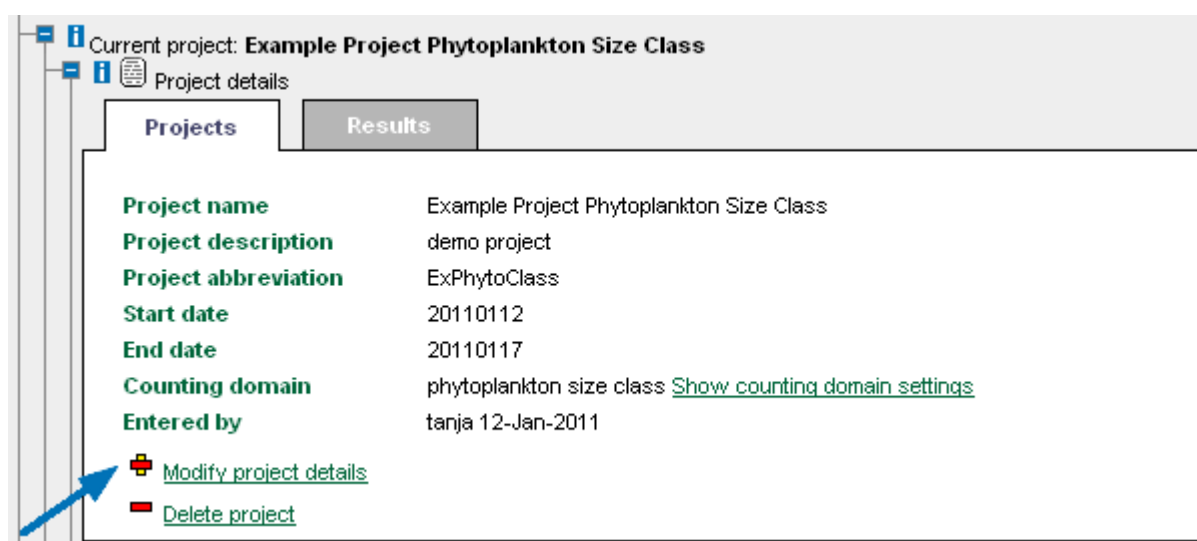 Current project: Example Project Phytoplankton Size Class
Project details
Projects Results
Project name Example Project Phytoplankton Size Class
Project description demo project
Project abbreviation ExPhytoClass
Start date 20110112
End date 20110117
Counting domain phytoplankton size class Show counting domain settings
Entered by tanja 12-Jan-2011
Modify project details
Delete project